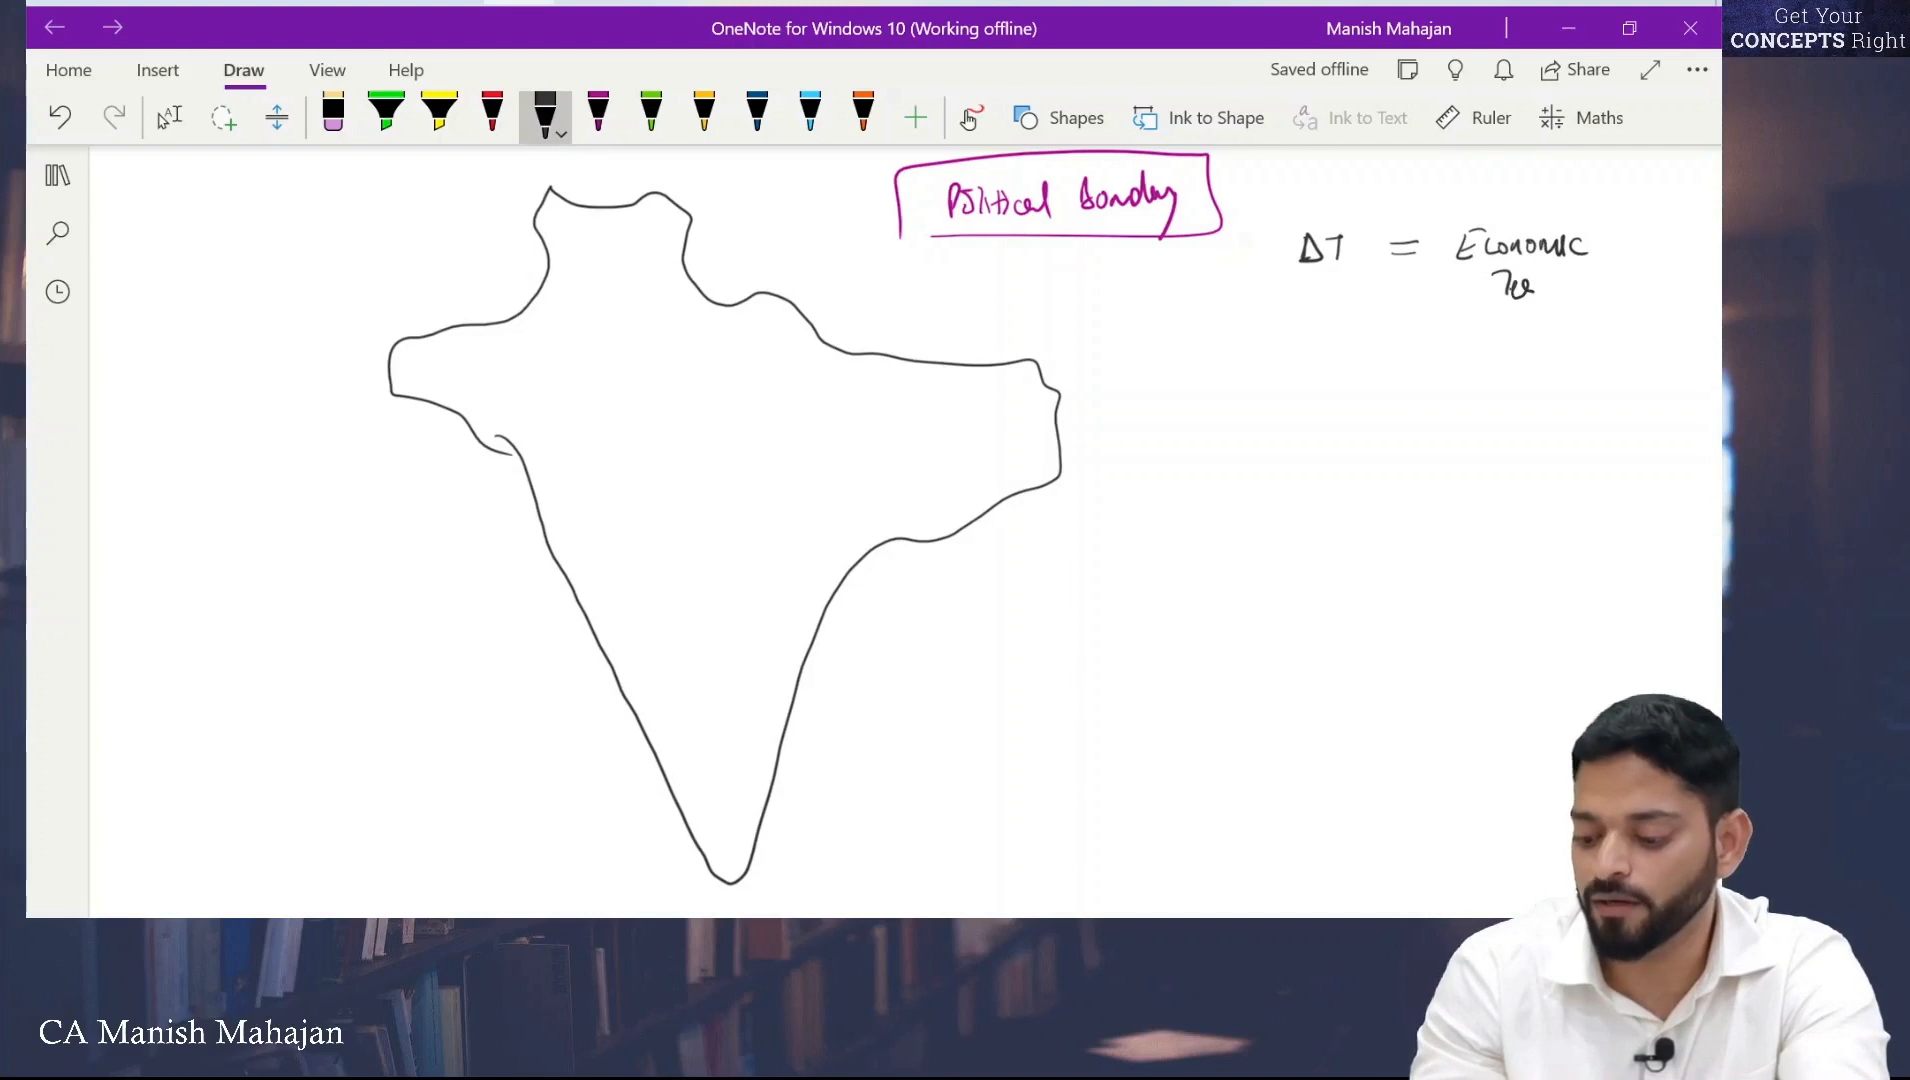 Get Your
CONCEPTS Right
OneNote for Windows 10 (Working offline)
Manish Mahajan
Home Insert Draw View Help
Saved offline
Share
Shapes
Ink to Shape
Ink to Text
Ruler
Maths
Political
DT = Economic
CA Manish Mahajan